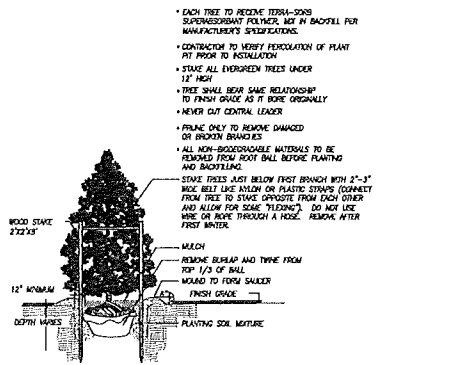 • EACH TREE TO RECEIVE TERRA-SORB
SUPERABSORBANT POLYMER, MIX IN BACKFILL PER
MANUFACTURER'S SPECIFICATIONS.
• CONTRACTOR TO VERIFY PERCOLATION OF PLANT
PIT PRIOR TO INSTALLATION
• STAKE ALL EVERGREEN TREES UNDER
12' HIGH
• TREE SHALL BEAR SAME RELATIONSHIP
TO FINISH GRADE AS IT BORE ORIGINALLY
• NEVER CUT CENTRAL LEADER
• PRUNE ONLY TO REMOVE DAMAGED
OR BROKEN BRANCHES
• ALL NON-BIODEGRADABLE MATERIALS TO BE
REMOVED FROM ROOT BALL BEFORE PLANTING
AND BACKFILLING.
STAKE TREES JUST BELOW FIRST BRANCH WITH 2"-3"
WIDE BELT LIKE NYLON OR PLASTIC STRAPS (CONNECT
FROM TREE TO STAKE OPPOSITE FROM EACH OTHER
AND ALLOW FOR SOME "FLEXING"). DO NOT USE
WIRE OR ROPE THROUGH A HOSE. REMOVE AFTER
FIRST WINTER.
WOOD STAKE
MULCH
REMOVE BURLAP AND TWINE FROM
TOP 1/3 OF BALL
MOUND TO FORM SAUCER
12" MINIMUM
FINISH GRADE
DEPTH VARIES
PLANTING SOIL MIXTURE